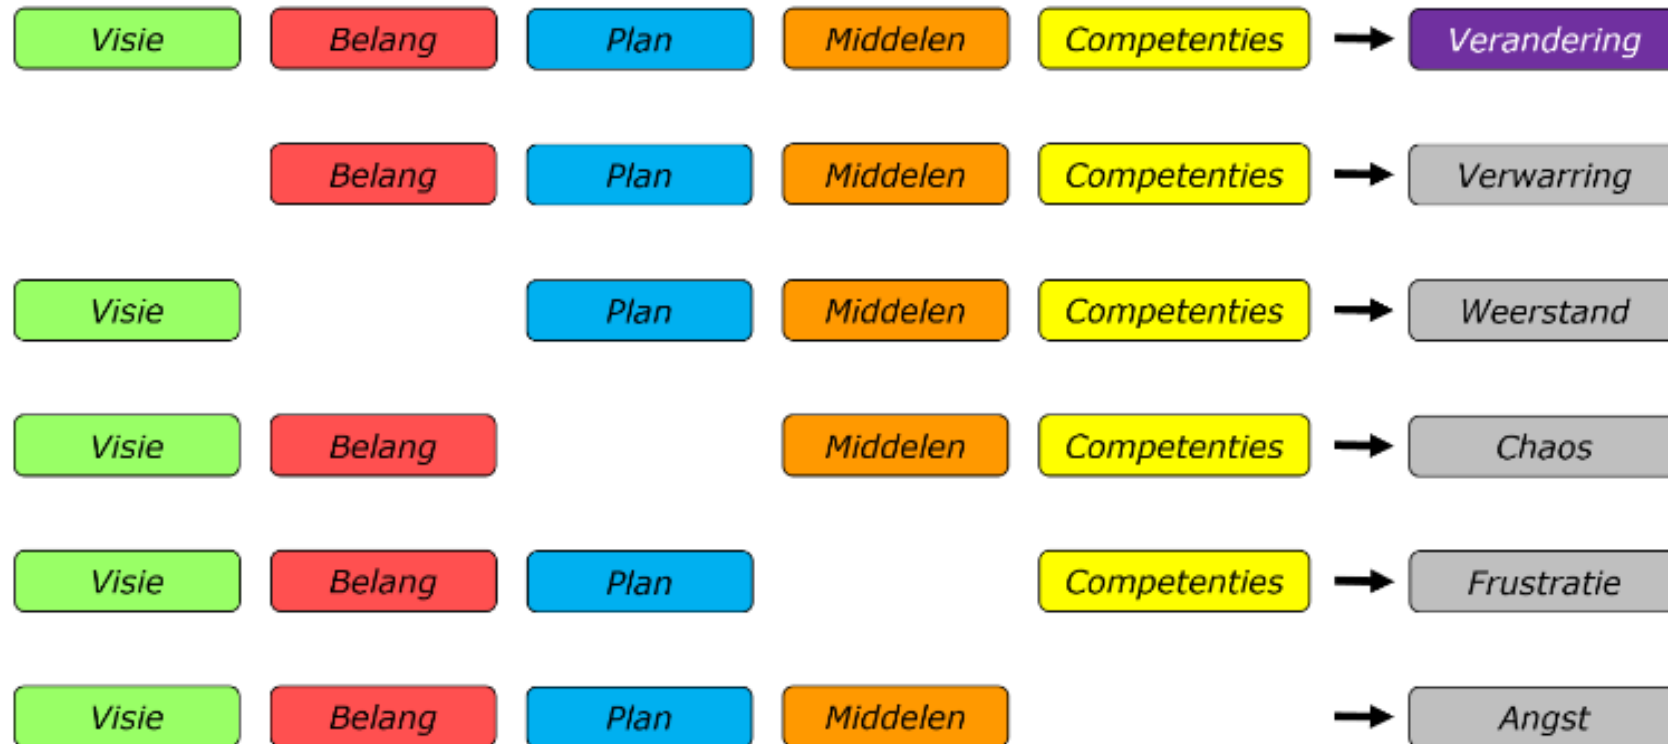 Visie Belang Plan Middelen Competenties Verandering
Belang Plan Middelen Competenties Verwarring
Visie Plan Middelen Competenties Weerstand
Visie Belang Middelen Competenties Chaos
Visie Belang Plan Competenties Frustratie
Visie Belang Plan Middelen Angst